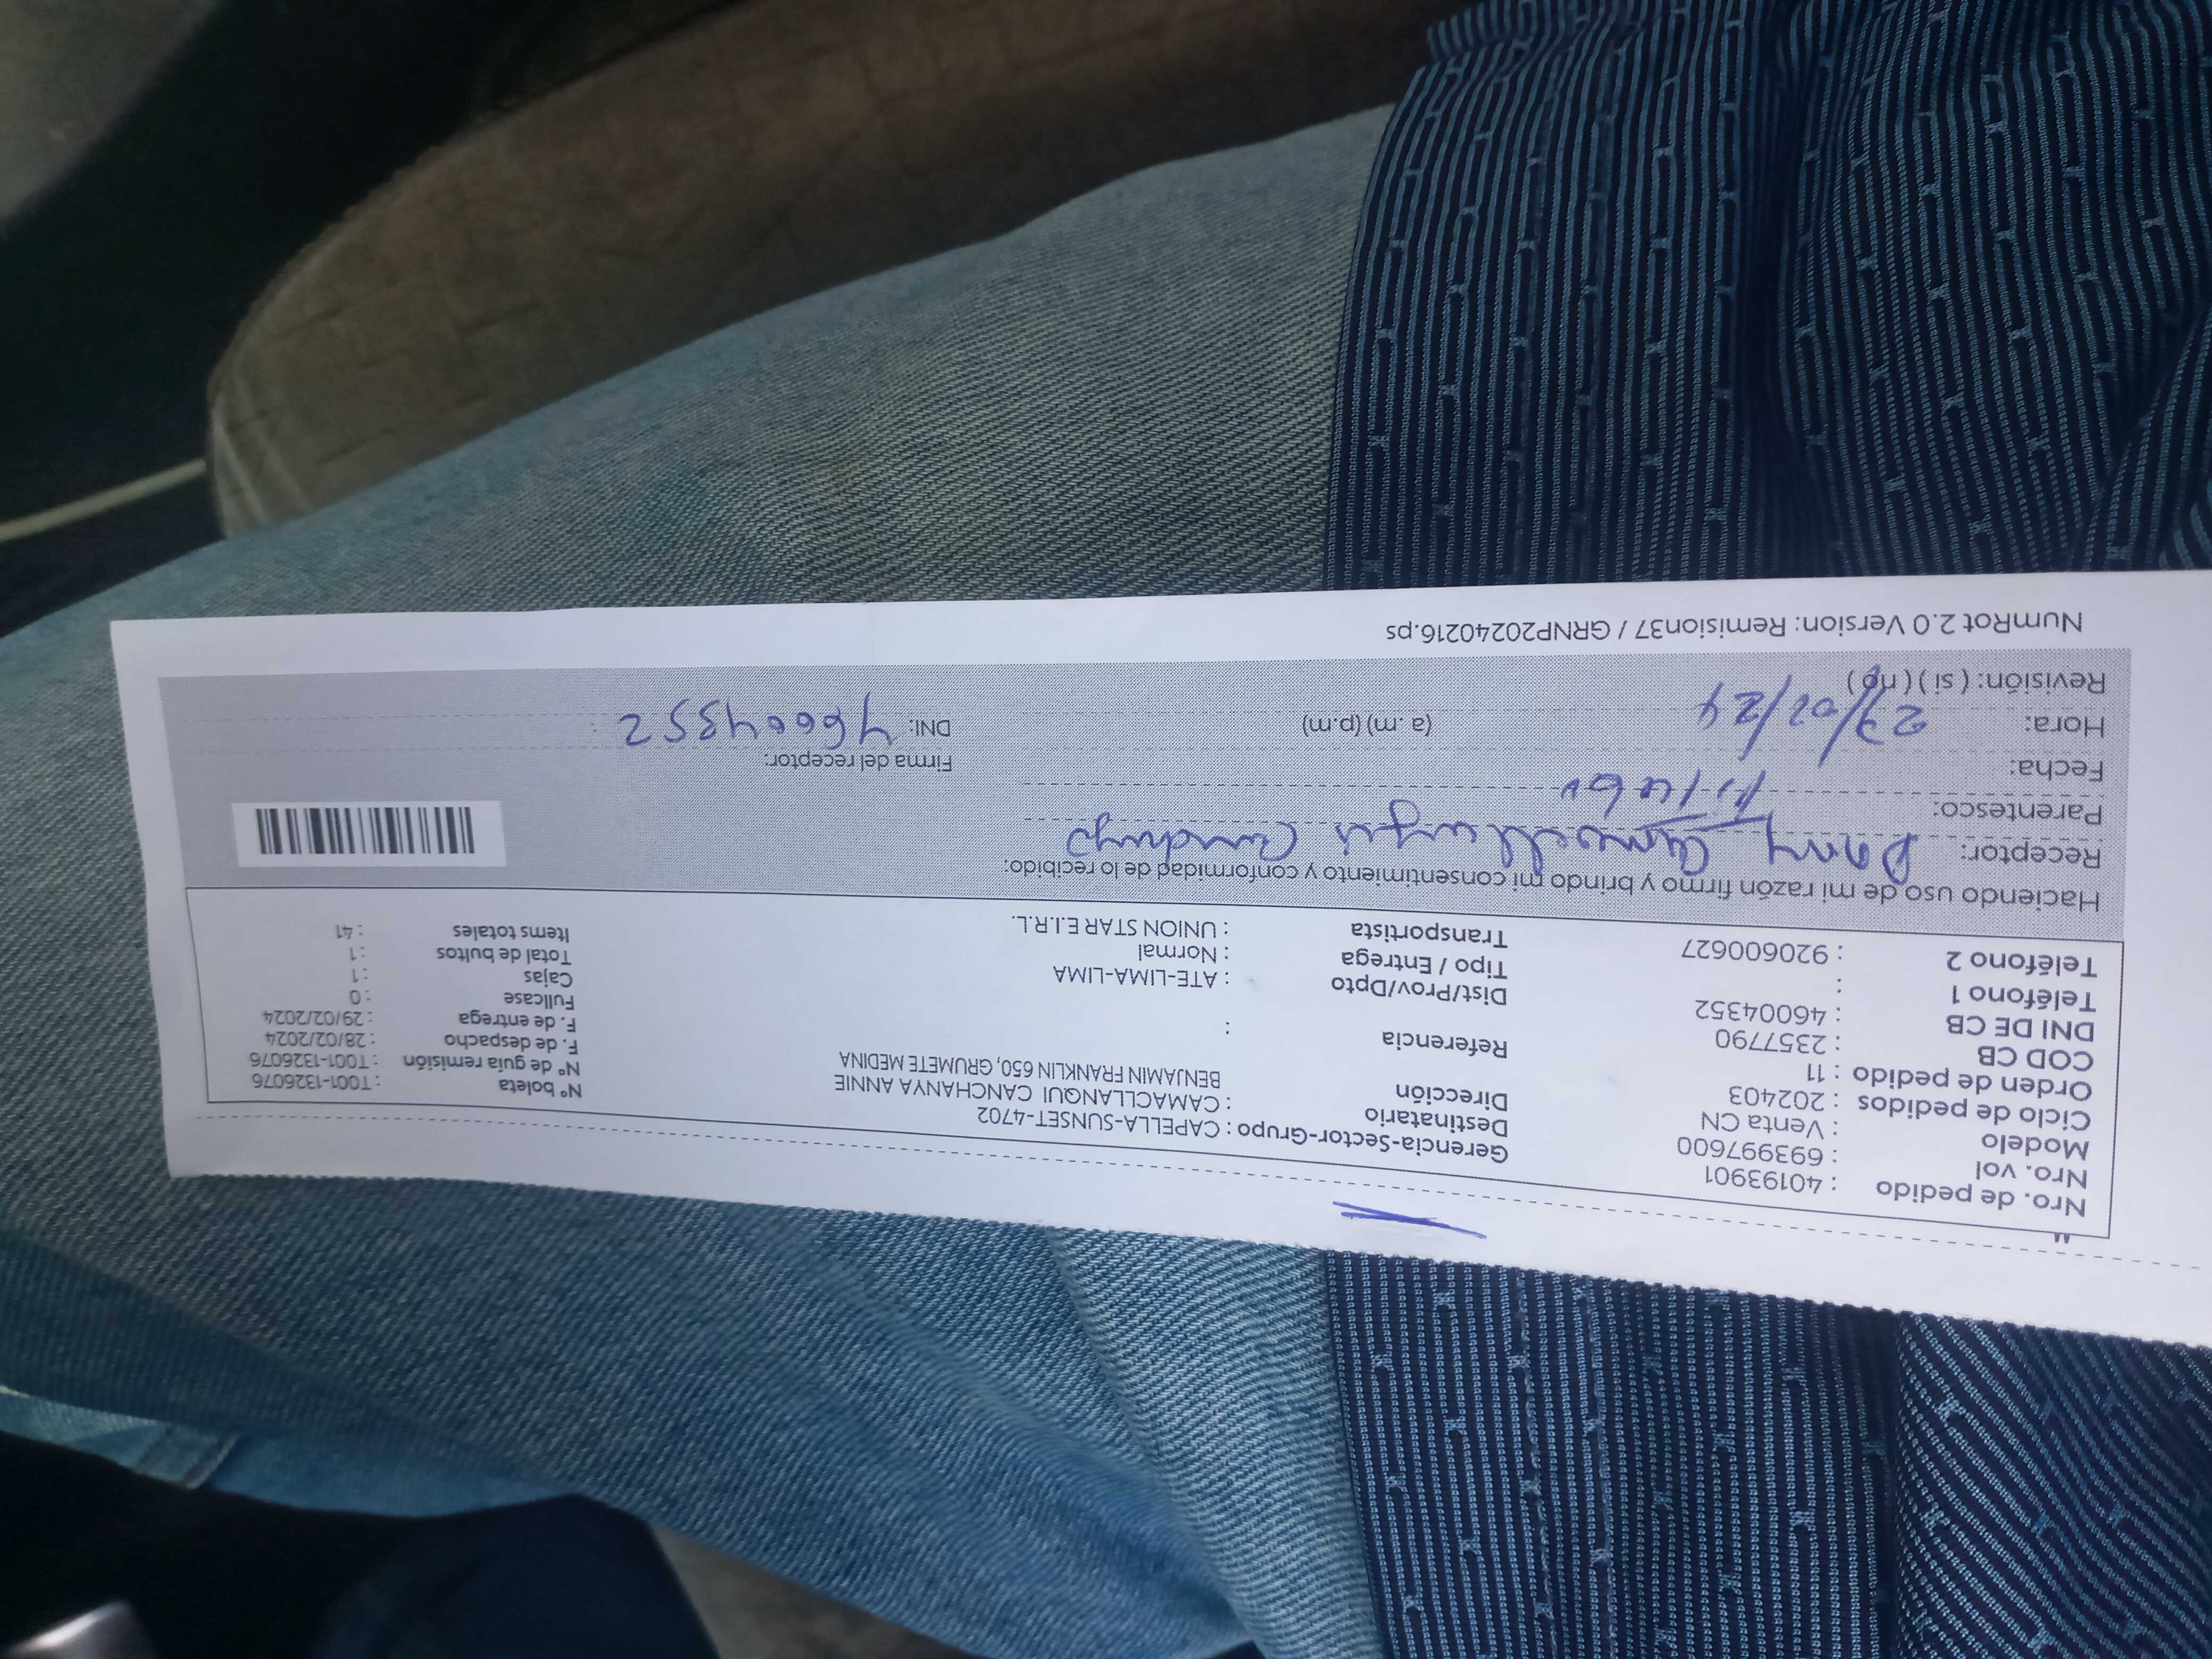 Nro. de pedido : 40193901
Nro. vol : 693997600
Modelo : Venta CN
Ciclo de pedidos : 202403
Orden de pedido : 11
COD CB : 2357790
DNI DE CB : 46004352
Teléfono 1 :
Teléfono 2 : 920600627
Gerencia-Sector-Grupo : CAPELLA-SUNSET-4702
Destinatario : CAMACLLANQUI CANCHANYA ANNIE
Dirección BENJAMIN FRANKLIN 650, GRUMETE MEDINA
Referencia :
Dist/Prov/Dpto : ATE-LIMA-LIMA
Tipo / Entrega : Normal
Transportista : UNION STAR E.I.R.L.
Nº boleta : T001-1326076
Nº de guía remisión : T001-1326076
F. de despacho : 28/02/2024
F. de entrega : 29/02/2024
Fullcase : 0
Cajas : 1
Total de bultos : 1
Items totales : 41
Haciendo uso de mi razón firmo y brindo mi consentimiento y conformidad de lo recibido:
Receptor:
Parentesco:
Fecha:
Hora: (a. m) (p.m)
Revisión: ( si ) ( no )
Firma del receptor:
DNI: 46004352
NumRot 2.0 Version: Remision37 / GRNP20240216.ps